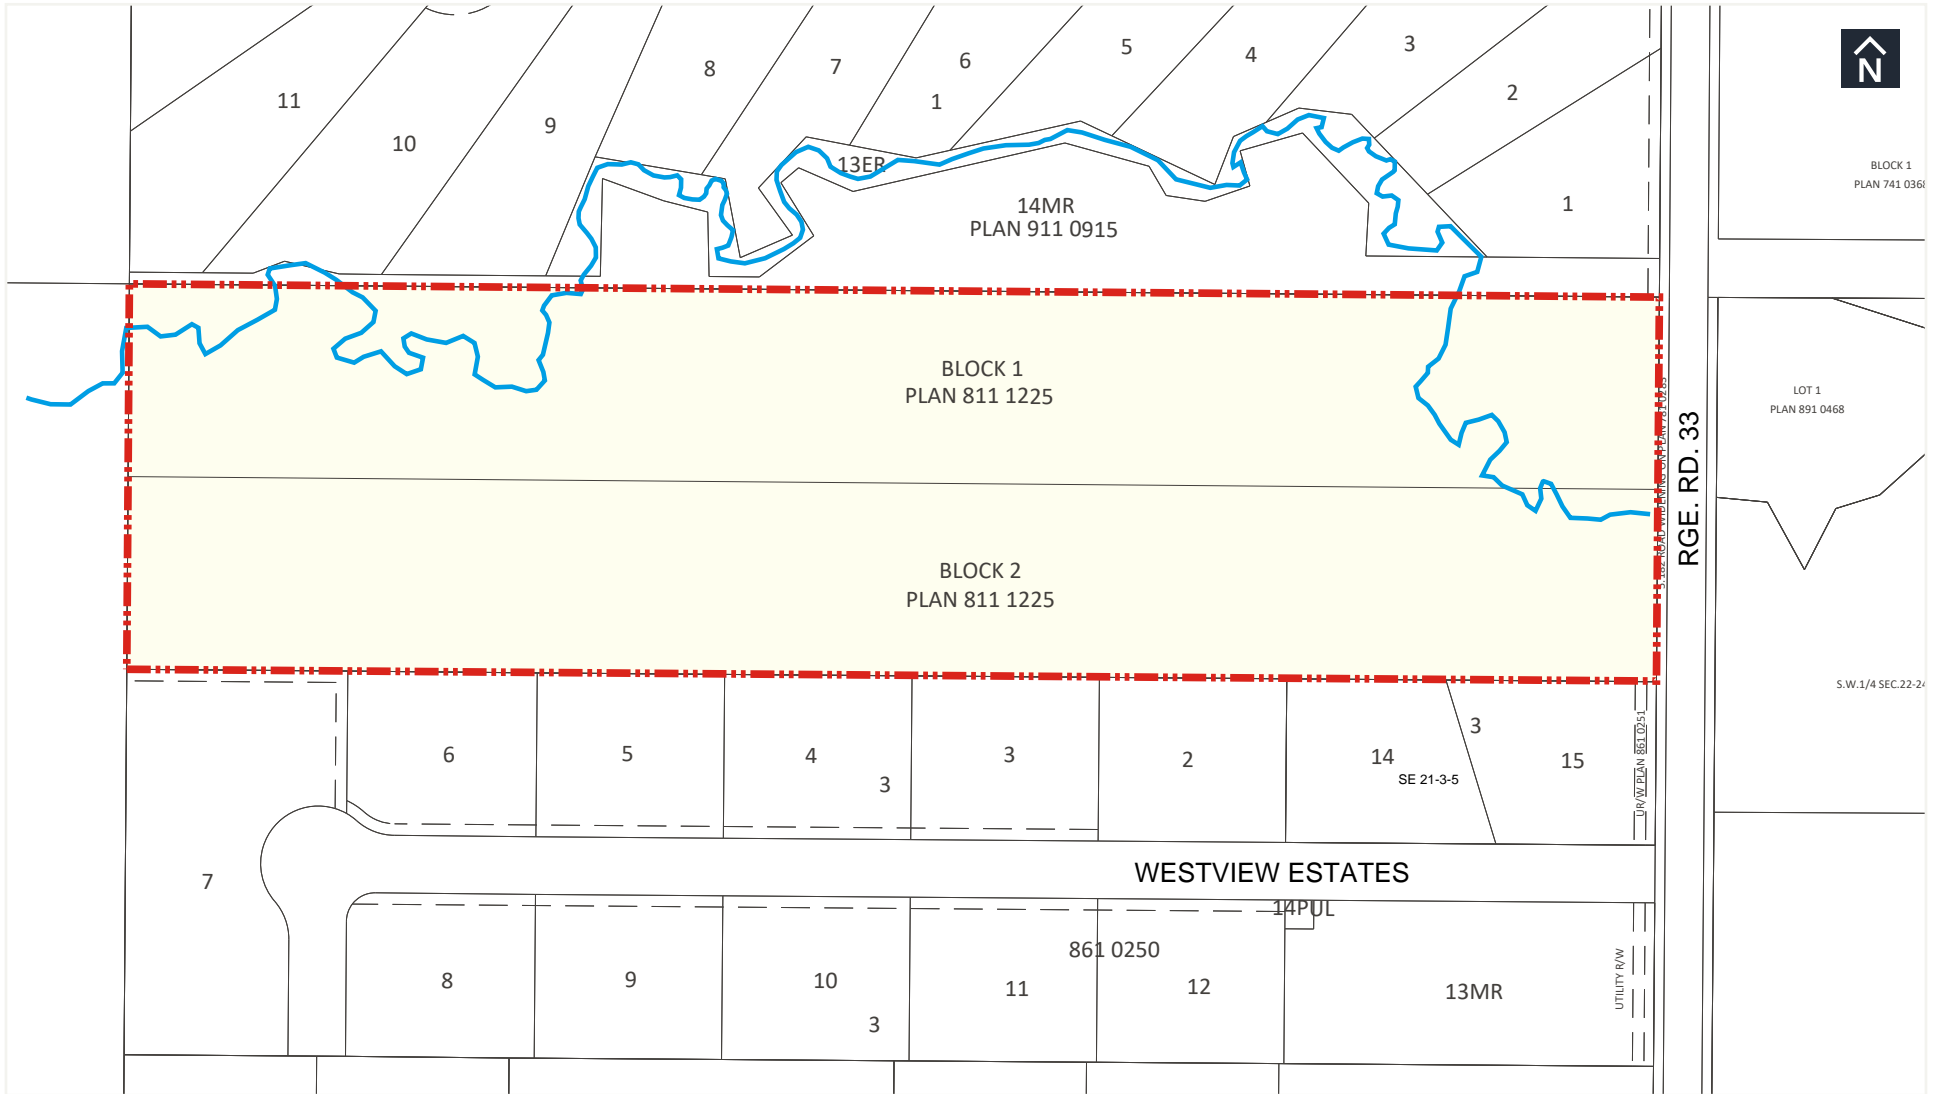 3
5
4
6
8
7
2
11
1
9
10
N
BLOCK 1
PLAN 741 036
13ER
14MR
PLAN 911 0915
1
BLOCK 1
PLAN 811 1225
LOT 1
PLAN 891 0468
RGE. RD. 33
BLOCK 2
PLAN 811 1225
S.W.1/4 SEC.22-24
3
6
5
4
3
2
14
15
3
SE 21-3-5
UR/W PLAN 861 0251
WESTVIEW ESTATES
7
14PUL
861 0250
8
9
10
11
12
13MR
UTILITY R/W
3